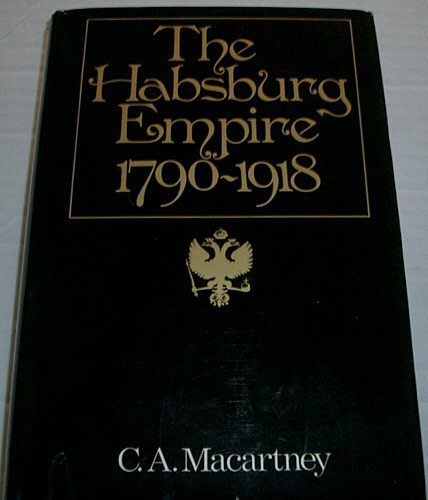 The
Habsburg
Empire
1790-1918
C.A. Macartney